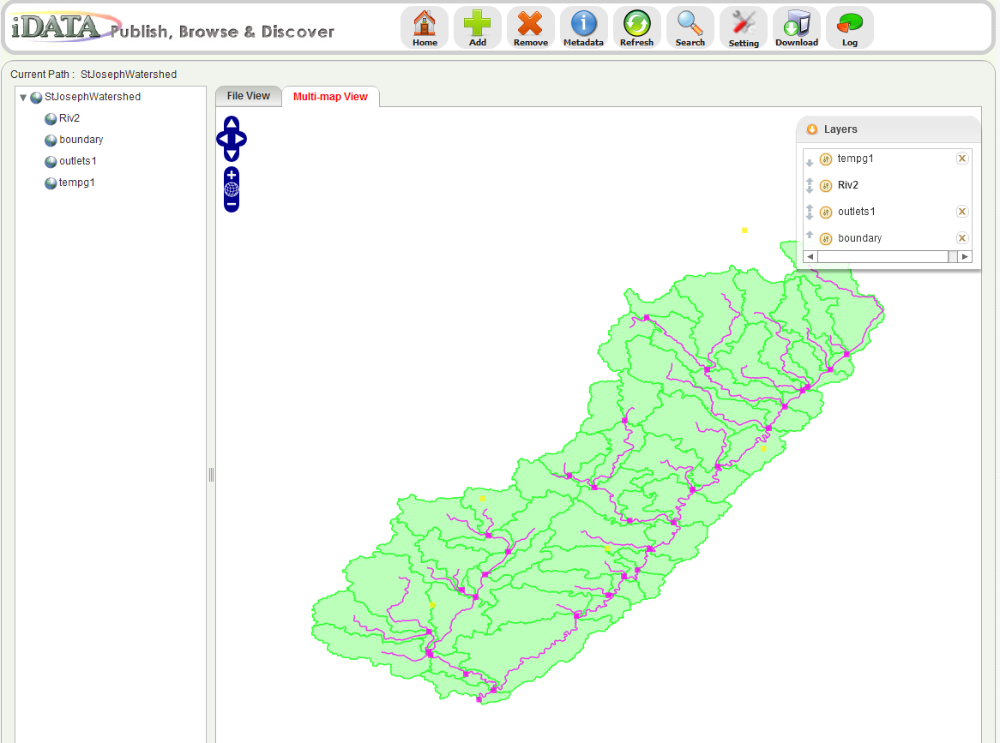 iDATA Publish, Browse & Discover
Home Add Remove Metadata Refresh Search Setting Download Log
Current Path : StJosephWatershed
StJosephWatershed
Riv2
boundary
outlets1
tempg1
File View Multi-map View
Layers
tempg1 X
Riv2
outlets1 X
boundary X